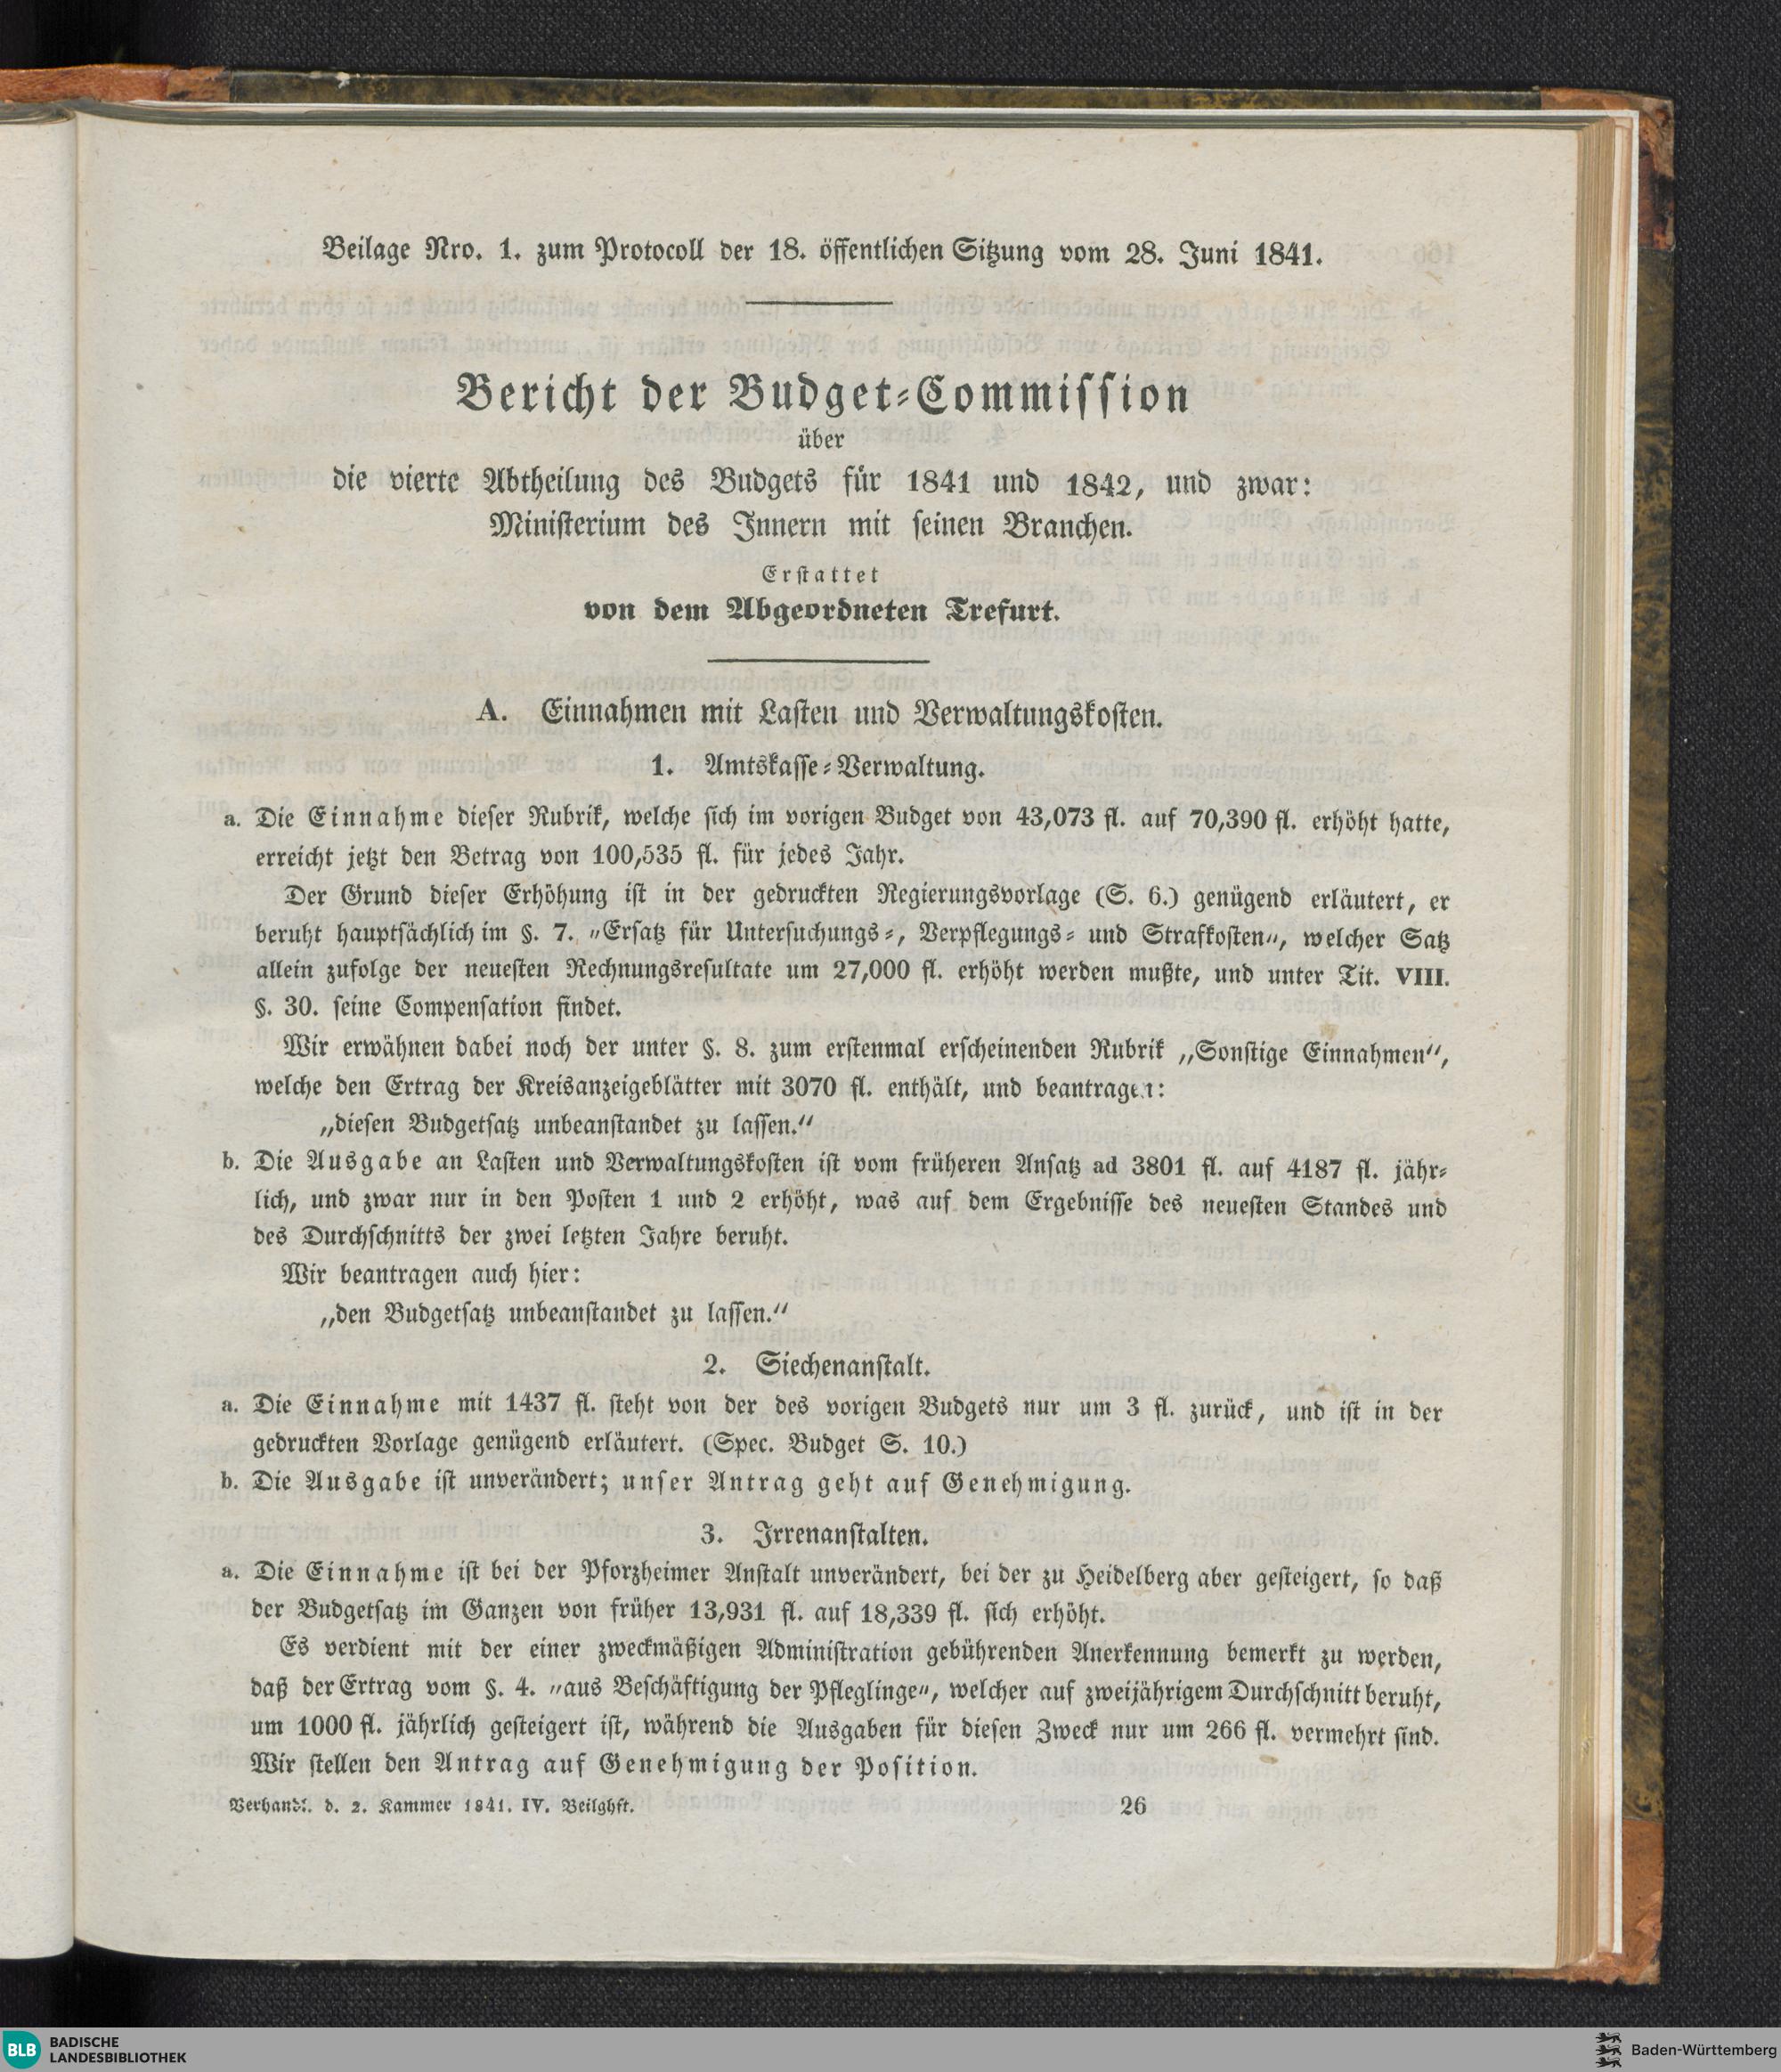 Beilage Nro. 1. zum Protocoll der 18. öffentlichen Sitzung vom 28. Juni 1841.
Bericht der Budget-Commission
über
die vierte Abtheilung des Budgets für 1841 und 1842, und zwar:
Ministerium des Innern mit seinen Branchen.
Erstattet
von dem Abgeordneten Trefurt.
A. Einnahmen mit Lasten und Verwaltungskosten.
1. Amtskasse-Verwaltung.
a. Die Einnahme dieser Rubrik, welche sich im vorigen Budget von 43,073 fl. auf 70,390 fl. erhöht hatte,
erreicht jetzt den Betrag von 100,535 fl. für jedes Jahr.
Der Grund dieser Erhöhung ist in der gedruckten Regierungsvorlage (S. 6.) genügend erläutert, er
beruht hauptsächlich im §. 7. „Ersatz für Untersuchungs-, Verpflegungs- und Strafkosten“, welcher Satz
allein zufolge der neuesten Rechnungsresultate um 27,000 fl. erhöht werden mußte, und unter Tit. VIII.
§. 30. seine Compensation findet.
Wir erwähnen dabei noch der unter §. 8. zum erstenmal erscheinenden Rubrik „Sonstige Einnahmen“,
welche den Ertrag der Kreisanzeigeblätter mit 3070 fl. enthält, und beantragen:
„diesen Budgetsatz unbeanstandet zu lassen.“
b. Die Ausgabe an Lasten und Verwaltungskosten ist vom früheren Ansatz ad 3801 fl. auf 4187 fl. jähr-
lich, und zwar nur in den Posten 1 und 2 erhöht, was auf dem Ergebnisse des neuesten Standes und
des Durchschnitts der zwei letzten Jahre beruht.
Wir beantragen auch hier:
„den Budgetsatz unbeanstandet zu lassen.“
2. Siechenanstalt.
a. Die Einnahme mit 1437 fl. steht von der des vorigen Budgets nur um 3 fl. zurück, und ist in der
gedruckten Vorlage genügend erläutert. (Spec. Budget S. 10.)
b. Die Ausgabe ist unverändert; unser Antrag geht auf Genehmigung.
3. Irrenanstalten.
a. Die Einnahme ist bei der Pforzheimer Anstalt unverändert, bei der zu Heidelberg aber gesteigert, so daß
der Budgetsatz im Ganzen von früher 13,931 fl. auf 18,339 fl. sich erhöht.
Es verdient mit der einer zweckmäßigen Administration gebührenden Anerkennung bemerkt zu werden,
daß der Ertrag vom §. 4. „aus Beschäftigung der Pfleglinge“, welcher auf zweijährigem Durchschnitt beruht,
um 1000 fl. jährlich gesteigert ist, während die Ausgaben für diesen Zweck nur um 266 fl. vermehrt sind.
Wir stellen den Antrag auf Genehmigung der Position.
Verhandl. d. 2. Kammer 1841. IV. Beilghft. 26
BLB BADISCHE
LANDESBIBLIOTHEK
Baden-Württemberg